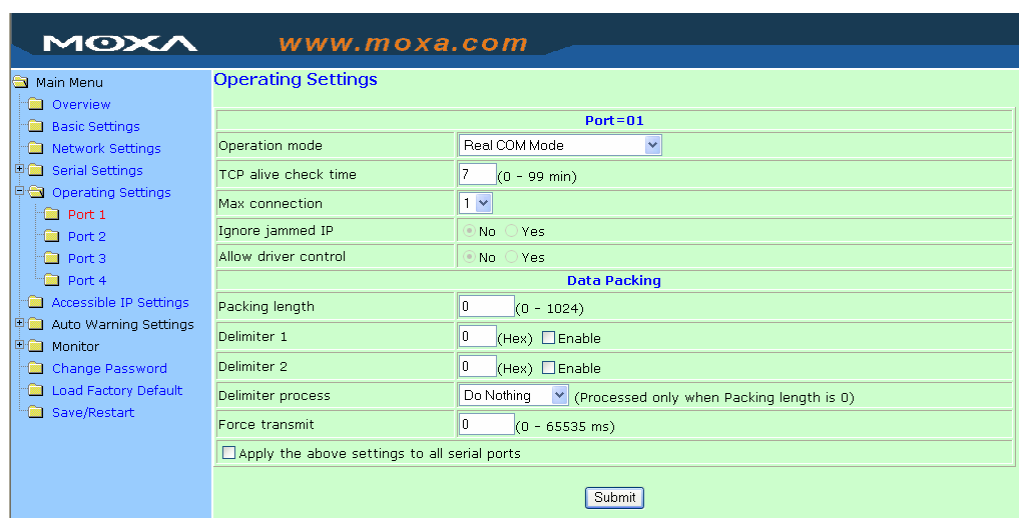 MOXA www.moxa.com
Main Menu
Overview
Basic Settings
Network Settings
Serial Settings
Operating Settings
Port 1
Port 2
Port 3
Port 4
Accessible IP Settings
Auto Warning Settings
Monitor
Change Password
Load Factory Default
Save/Restart
Operating Settings
Port=01
Operation mode Real COM Mode
TCP alive check time 7 (0 - 99 min)
Max connection 1
Ignore jammed IP No Yes
Allow driver control No Yes
Data Packing
Packing length 0 (0 - 1024)
Delimiter 1 0 (Hex) Enable
Delimiter 2 0 (Hex) Enable
Delimiter process Do Nothing (Processed only when Packing length is 0)
Force transmit 0 (0 - 65535 ms)
Apply the above settings to all serial ports
Submit